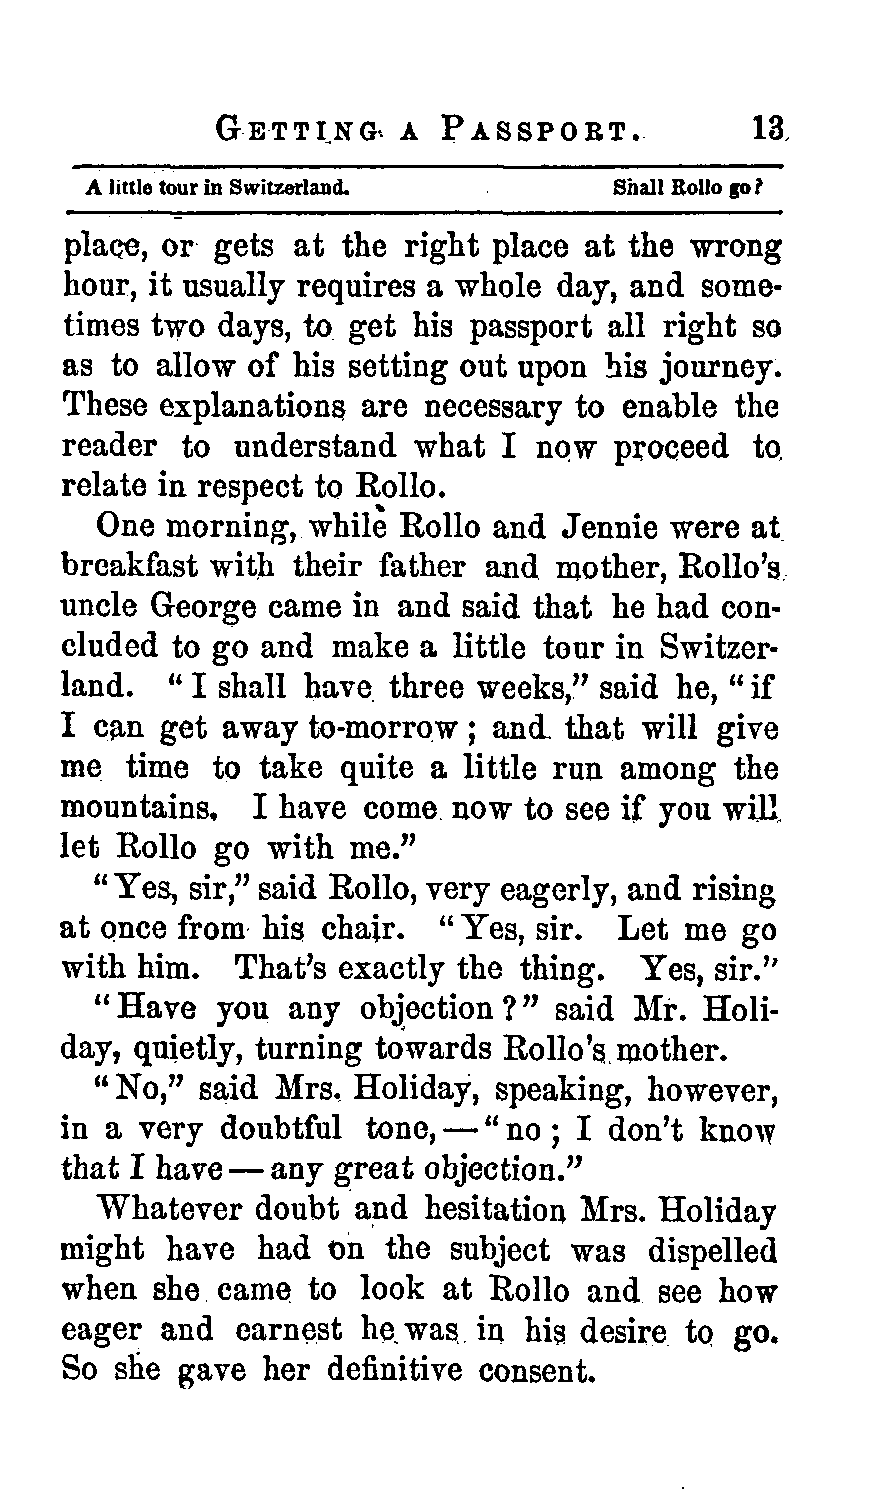 GETTING A PASSPORT. 13
A little tour in Switzerland. Shall Rollo go?
place, or gets at the right place at the wrong
hour, it usually requires a whole day, and some-
times two days, to get his passport all right so
as to allow of his setting out upon his journey.
These explanations are necessary to enable the
reader to understand what I now proceed to
relate in respect to Rollo.
One morning, while Rollo and Jennie were at
breakfast with their father and mother, Rollo's
uncle George came in and said that he had con-
cluded to go and make a little tour in Switzer-
land. "I shall have three weeks," said he, "if
I can get away to-morrow; and that will give
me time to take quite a little run among the
mountains. I have come now to see if you will
let Rollo go with me."
"Yes, sir," said Rollo, very eagerly, and rising
at once from his chair. "Yes, sir. Let me go
with him. That's exactly the thing. Yes, sir."
"Have you any objection?" said Mr. Holi-
day, quietly, turning towards Rollo's mother.
"No," said Mrs. Holiday, speaking, however,
in a very doubtful tone,—"no; I don't know
that I have—any great objection."
Whatever doubt and hesitation Mrs. Holiday
might have had on the subject was dispelled
when she came to look at Rollo and see how
eager and earnest he was in his desire to go.
So she gave her definitive consent.